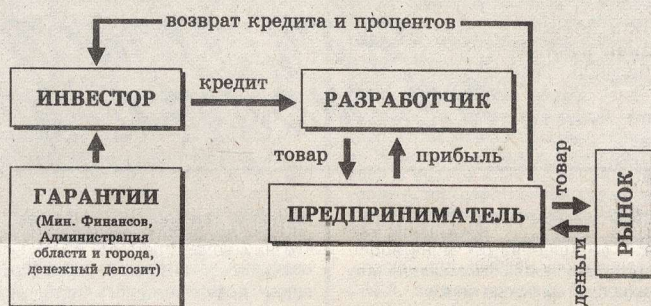 возврат кредита и процентов
ИНВЕСТОР
кредит
РАЗРАБОТЧИК
товар
прибыль
ГАРАНТИИ
(Мин. Финансов,
Администрация
области и города,
денежный депозит)
ПРЕДПРИНИМАТЕЛЬ
товар
деньги
РЫНОК